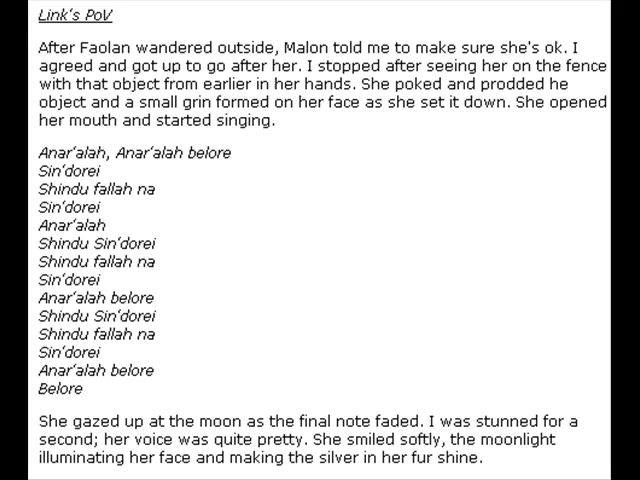 Link's PoV
After Faolan wandered outside, Malon told me to make sure she's ok. I
agreed and got up to go after her. I stopped after seeing her on the fence
with that object from earlier in her hands. She poked and prodded he
object and a small grin formed on her face as she set it down. She opened
her mouth and started singing.
Anar'alah, Anar'alah belore
Sin'dorei
Shindu fallah na
Sin'dorei
Anar'alah
Shindu Sin'dorei
Shindu fallah na
Sin'dorei
Anar'alah belore
Shindu Sin'dorei
Shindu fallah na
Sin'dorei
Anar'alah belore
Belore
She gazed up at the moon as the final note faded. I was stunned for a
second; her voice was quite pretty. She smiled softly, the moonlight
illuminating her face and making the silver in her fur shine.